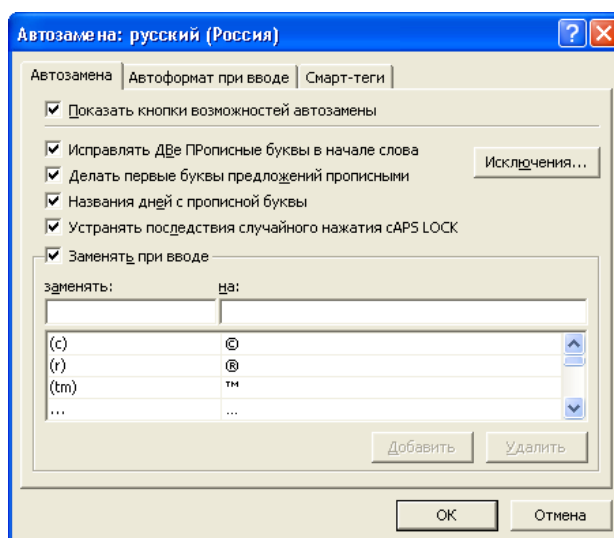 Автозамена: русский (Россия)
Автозамена Автоформат при вводе Смарт-теги
Показать кнопки возможностей автозамены
Исправлять ДВе ПРописные буквы в начале слова
Исключения...
Делать первые буквы предложений прописными
Названия дней с прописной буквы
Устранять последствия случайного нажатия cAPS LOCK
Заменять при вводе
заменять: на:
(c) ©
(r) ®
(tm) ™
... …
Добавить Удалить
ОК Отмена